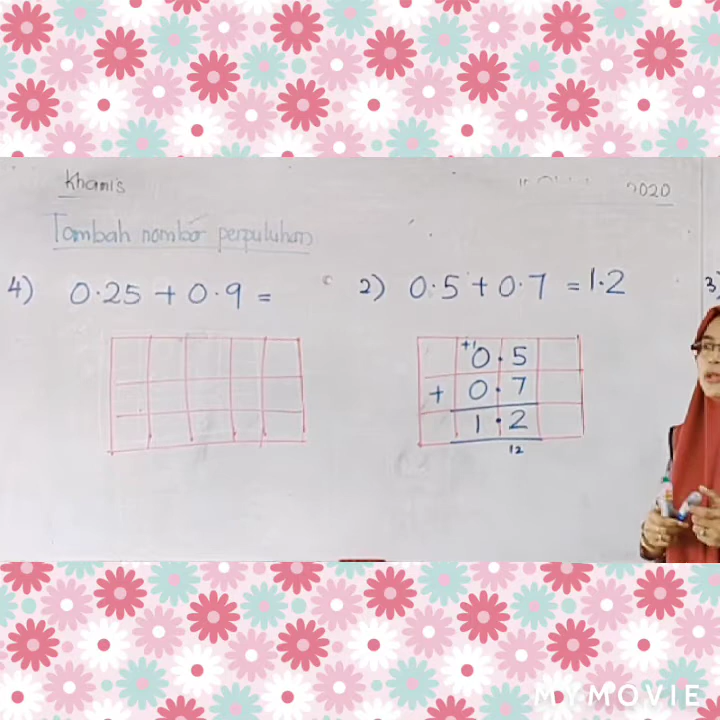 Khamis
2020
Tambah nombor perpuluhan
4) 0.25 + 0.9 =
2) 0.5 + 0.7 = 1.2
3)
+1
0.5
+ 0.7
1.2
12
MYMOVIE